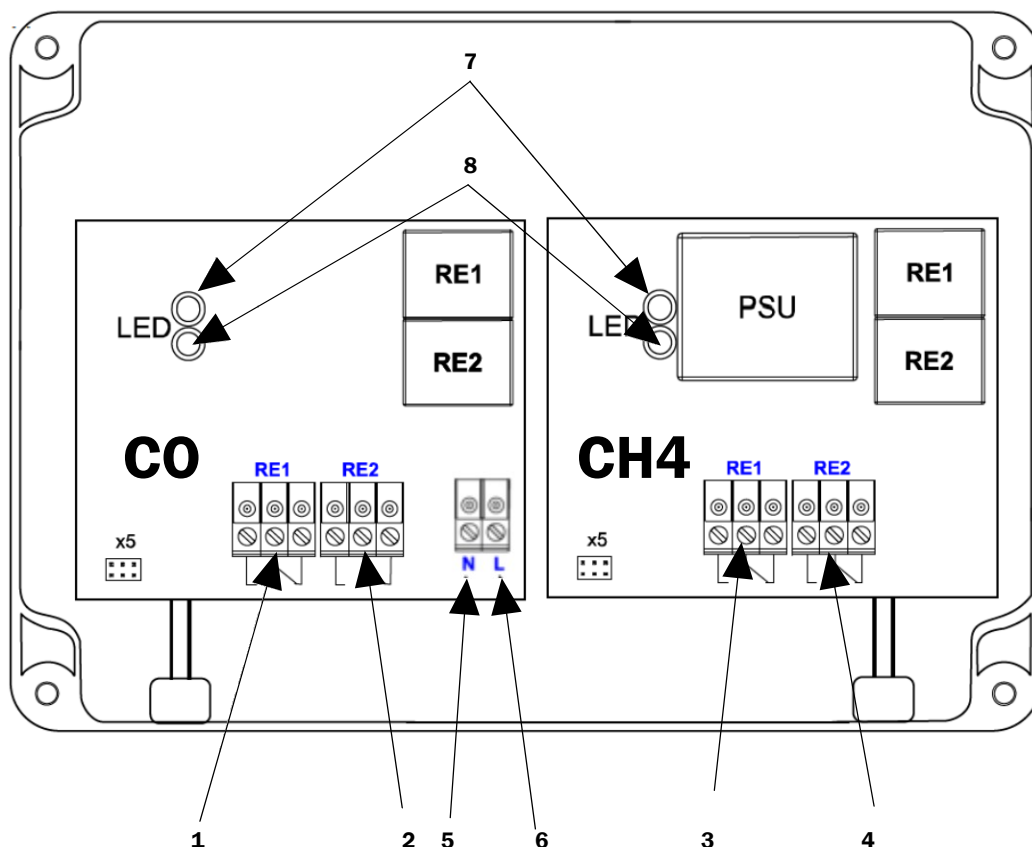 7
8
RE1
RE2
LED
CO
RE1 RE2
N L
x5
RE1
RE2
PSU
LED
CH4
RE1 RE2
x5
1 2 5 6 3 4